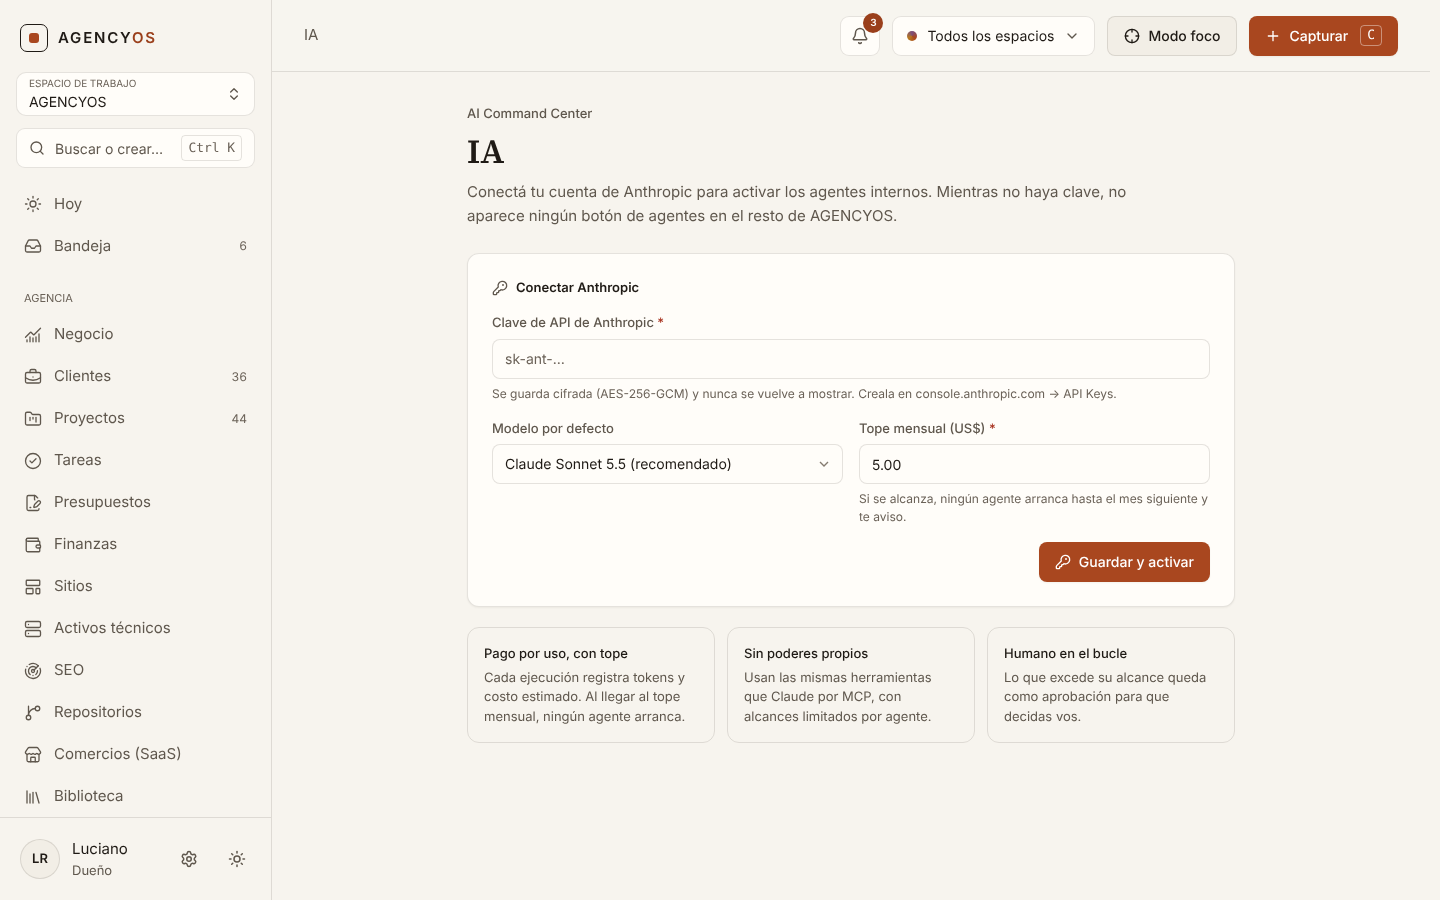 AGENCYOS
ESPACIO DE TRABAJO
AGENCYOS
Buscar o crear... Ctrl K
Hoy
Bandeja 6
AGENCIA
Negocio
Clientes 36
Proyectos 44
Tareas
Presupuestos
Finanzas
Sitios
Activos técnicos
SEO
Repositorios
Comercios (SaaS)
Biblioteca
LR
Luciano
Dueño
IA
3
Todos los espacios
Modo foco
Capturar C
AI Command Center
IA
Conectá tu cuenta de Anthropic para activar los agentes internos. Mientras no haya clave, no
aparece ningún botón de agentes en el resto de AGENCYOS.
Conectar Anthropic
Clave de API de Anthropic *
sk-ant-...
Se guarda cifrada (AES-256-GCM) y nunca se vuelve a mostrar. Creala en console.anthropic.com → API Keys.
Modelo por defecto
Claude Sonnet 5.5 (recomendado)
Tope mensual (US$) *
5.00
Si se alcanza, ningún agente arranca hasta el mes siguiente y
te aviso.
Guardar y activar
Pago por uso, con tope
Cada ejecución registra tokens y
costo estimado. Al llegar al tope
mensual, ningún agente arranca.
Sin poderes propios
Usan las mismas herramientas
que Claude por MCP, con
alcances limitados por agente.
Humano en el bucle
Lo que excede su alcance queda
como aprobación para que
decidas vos.